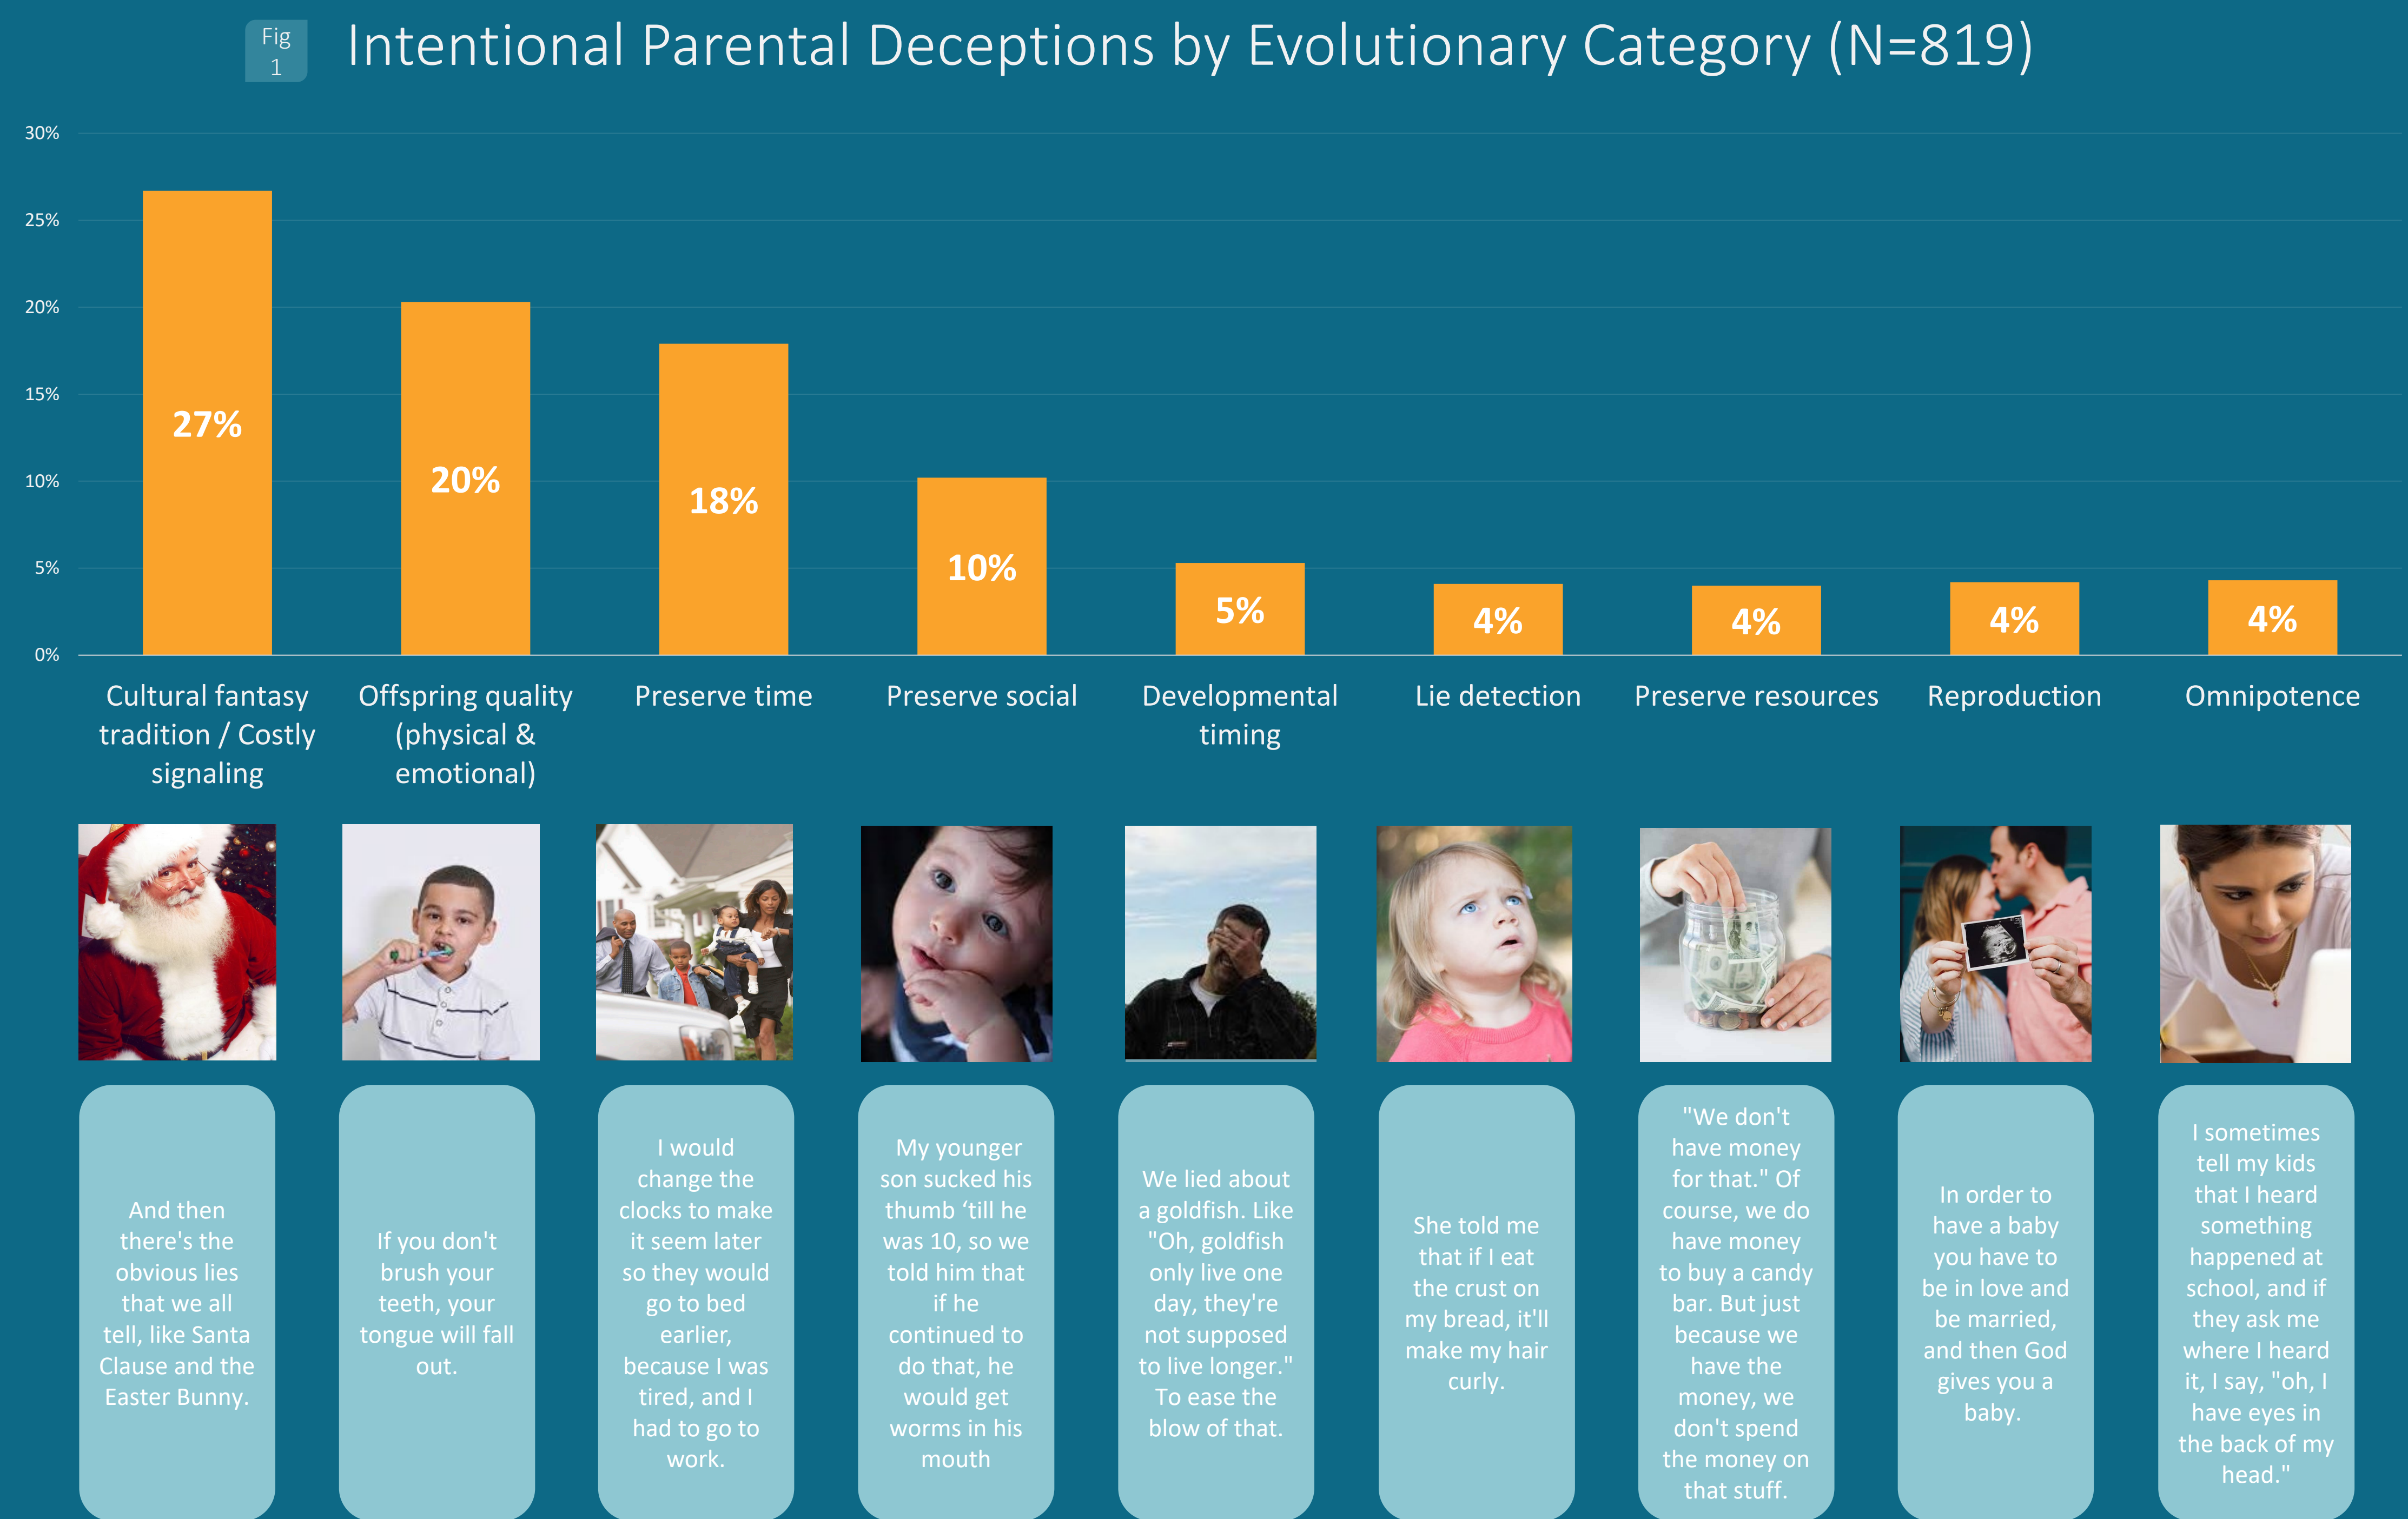 Fig
1
Intentional Parental Deceptions by Evolutionary Category (N=819)
30%
25%
20%
15%
10%
5%
0%
27%
20%
18%
10%
5%
4%
4%
4%
4%
Cultural fantasy
tradition / Costly
signaling
Offspring quality
(physical &
emotional)
Preserve time
Preserve social
Developmental
timing
Lie detection
Preserve resources
Reproduction
Omnipotence
And then
there's the
obvious lies
that we all
tell, like Santa
Clause and the
Easter Bunny.
If you don't
brush your
teeth, your
tongue will fall
out.
I would
change the
clocks to make
it seem later
so they would
go to bed
earlier,
because I was
tired, and I
had to go to
work.
My younger
son sucked his
thumb ‘till he
was 10, so we
told him that
if he
continued to
do that, he
would get
worms in his
mouth
We lied about
a goldfish. Like
"Oh, goldfish
only live one
day, they're
not supposed
to live longer."
To ease the
blow of that.
She told me
that if I eat
the crust on
my bread, it'll
make my hair
curly.
"We don't
have money
for that." Of
course, we do
have money
to buy a candy
bar. But just
because we
have the
money, we
don't spend
the money on
that stuff.
In order to
have a baby
you have to
be in love and
be married,
and then God
gives you a
baby.
I sometimes
tell my kids
that I heard
something
happened at
school, and if
they ask me
where I heard
it, I say, "oh, I
have eyes in
the back of my
head."